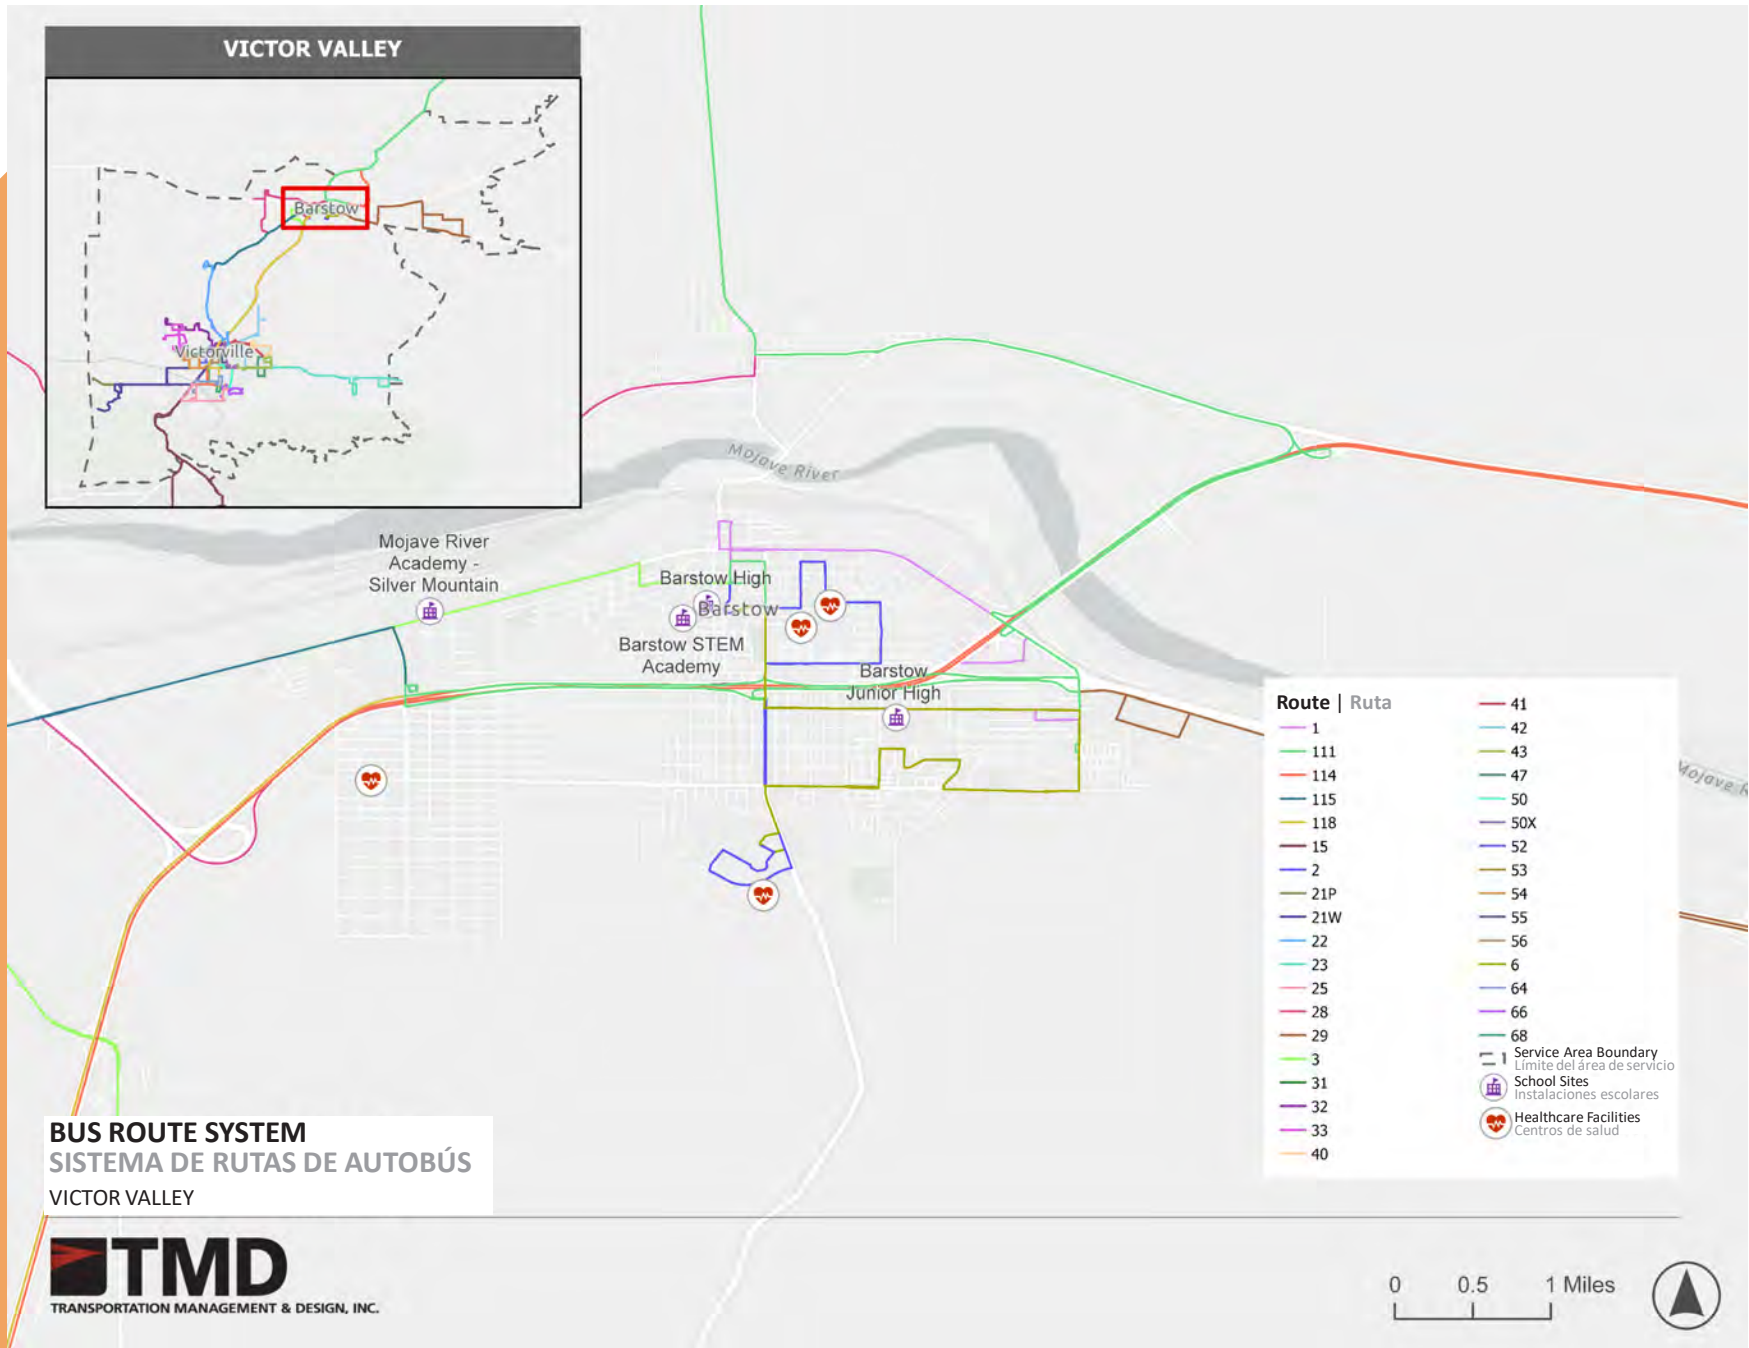 VICTOR VALLEY
Barstow
Victorville
Mojave River
Mojave River
Academy -
Silver Mountain
Barstow High
Barstow
Barstow STEM
Academy
Barstow
Junior High
Route | Ruta
1
111
114
115
118
15
2
21P
21W
22
23
25
28
29
3
31
32
33
40
41
42
43
47
50
50X
52
53
54
55
56
6
64
66
68
Service Area Boundary
Límite del área de servicio
School Sites
Instalaciones escolares
Healthcare Facilities
Centros de salud
Mojave R
BUS ROUTE SYSTEM
SISTEMA DE RUTAS DE AUTOBÚS
VICTOR VALLEY
TMD
TRANSPORTATION MANAGEMENT & DESIGN, INC.
0 0.5 1 Miles